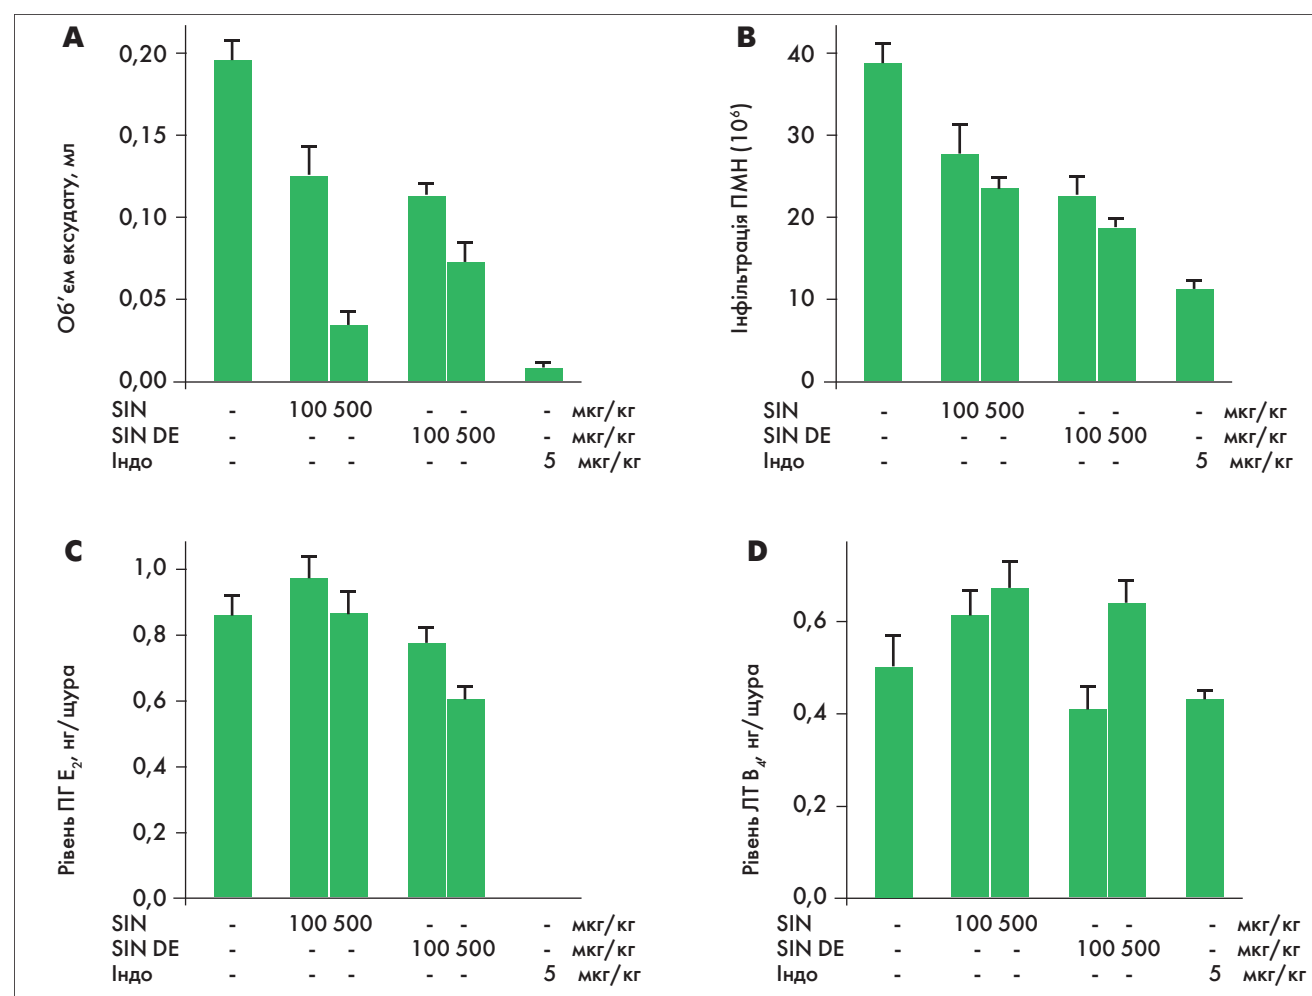 A
Об’єм ексудату, мл
0,20
0,15
0,10
0,05
0,00
SIN - 100 500 - - - мкг/кг
SIN DE - - - 100 500 - мкг/кг
Індо - - - - - 5 мкг/кг
B
Інфільтрація ПМН (10⁶)
40
30
20
10
0
SIN - 100 500 - - - мкг/кг
SIN DE - - - 100 500 - мкг/кг
Індо - - - - - 5 мкг/кг
C
Рівень ПГ Е₂, нг/щура
1,0
0,8
0,6
0,4
0,2
0,0
SIN - 100 500 - - - мкг/кг
SIN DE - - - 100 500 - мкг/кг
Індо - - - - - 5 мкг/кг
D
Рівень ЛТ В₄, нг/щура
0,6
0,4
0,2
0,0
SIN - 100 500 - - - мкг/кг
SIN DE - - - 100 500 - мкг/кг
Індо - - - - - 5 мкг/кг